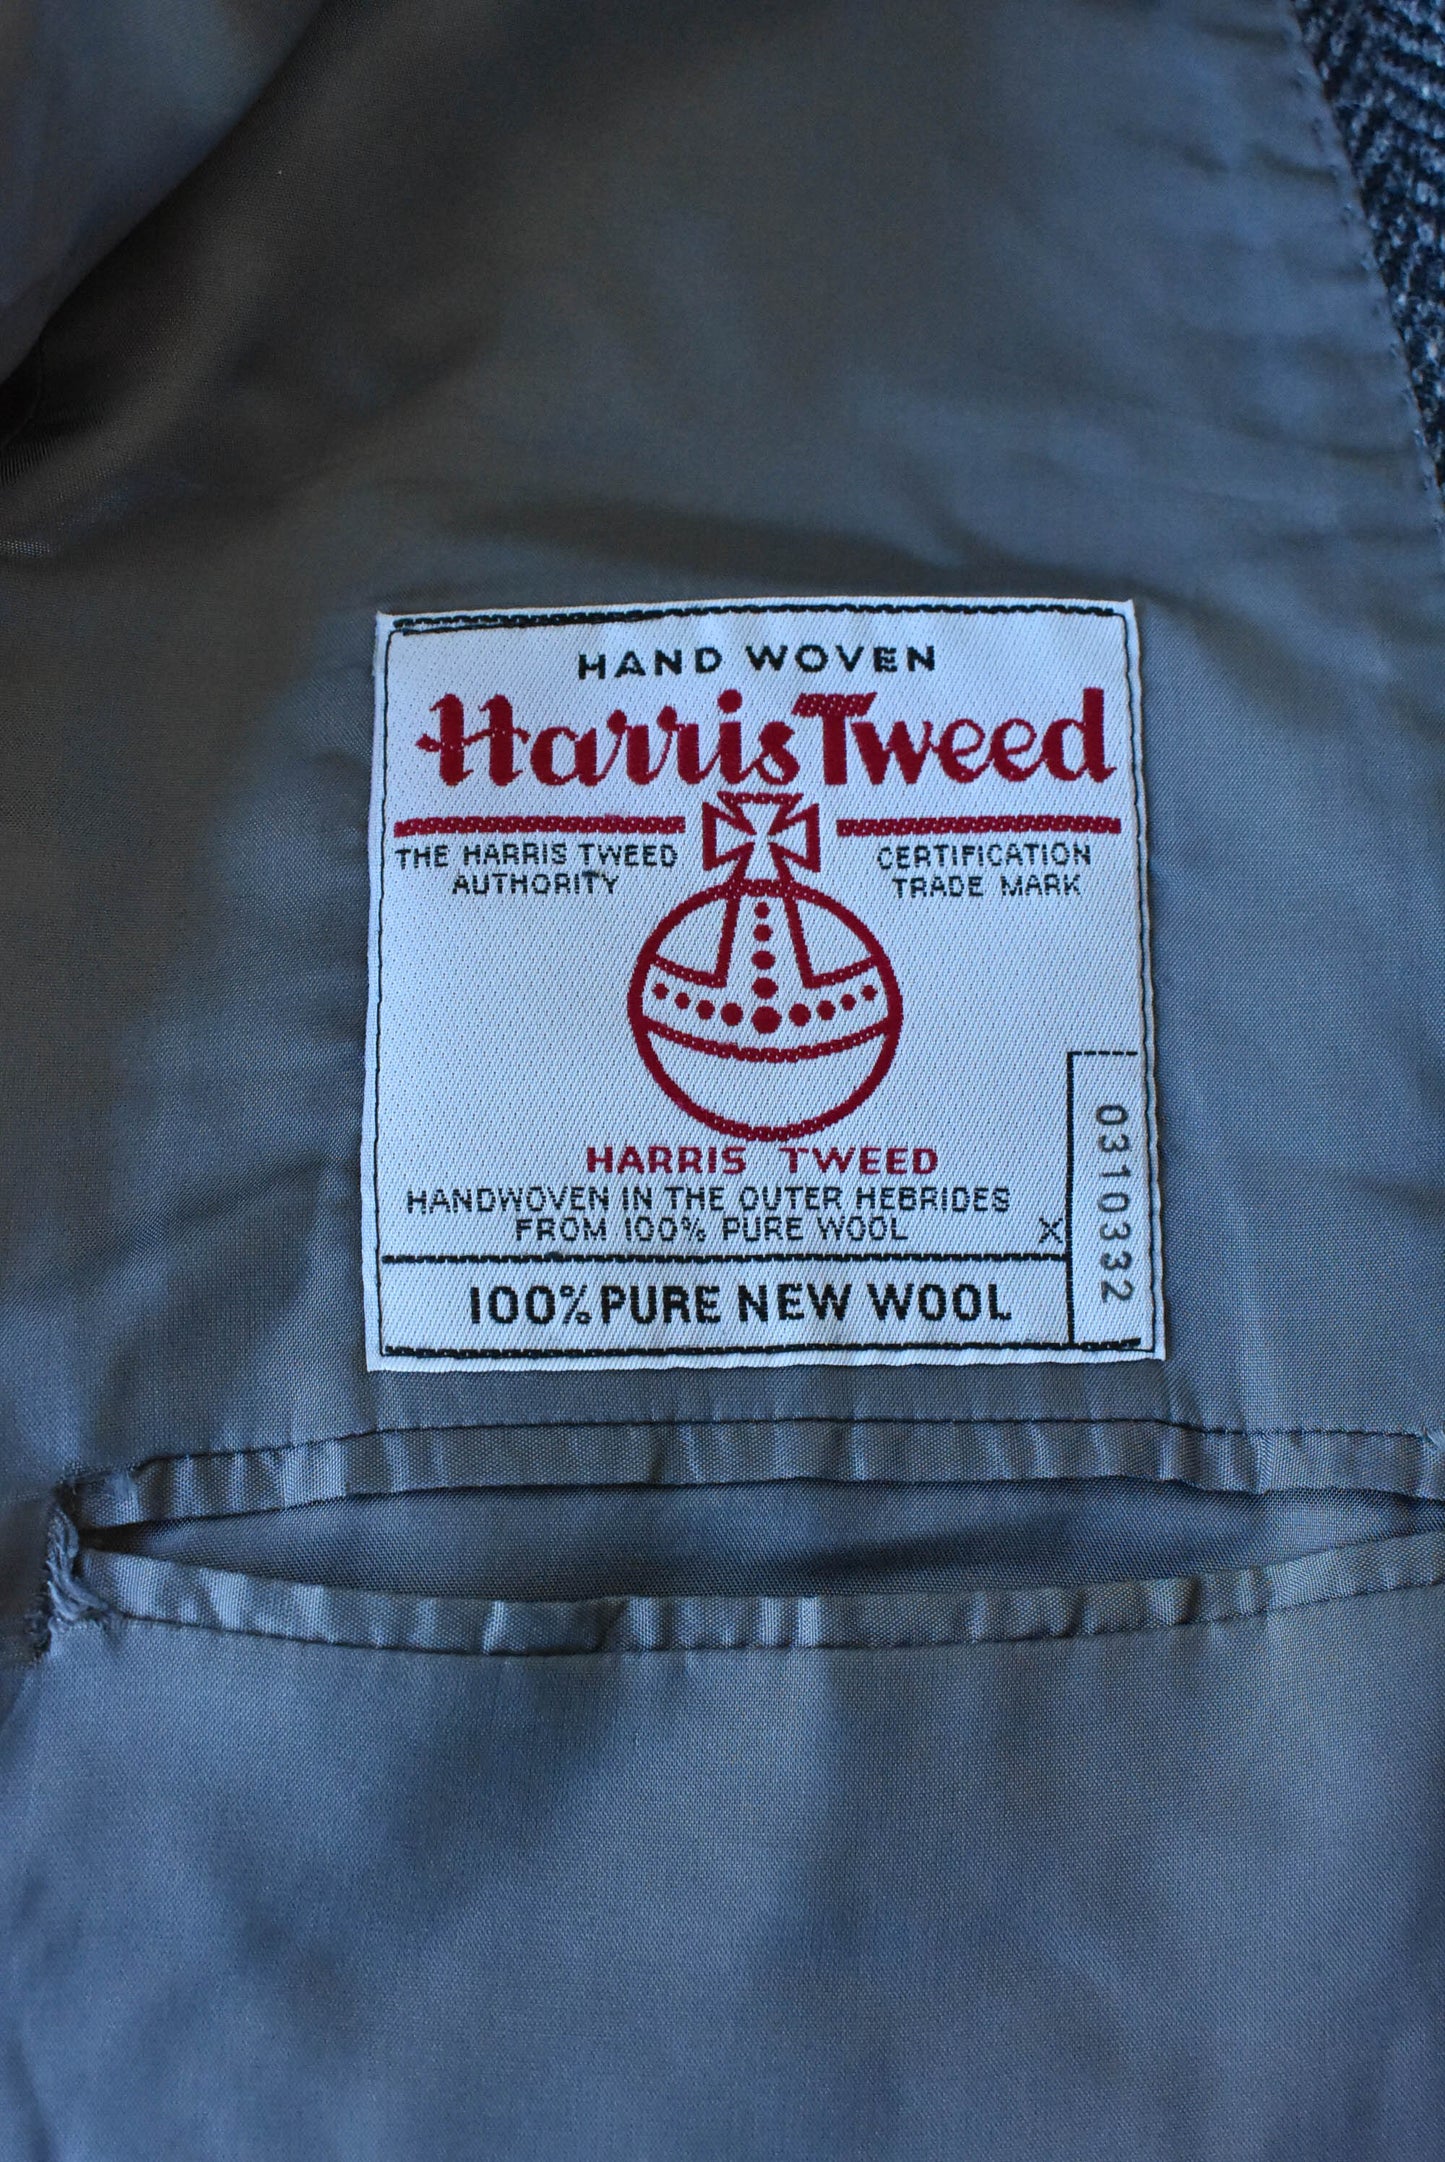 HAND WOVEN
Harris Tweed
THE HARRIS TWEED
AUTHORITY
CERTIFICATION
TRADE MARK
HARRIS TWEED
HANDWOVEN IN THE OUTER HEBRIDES
FROM 100% PURE WOOL
X
100% PURE NEW WOOL
0310332